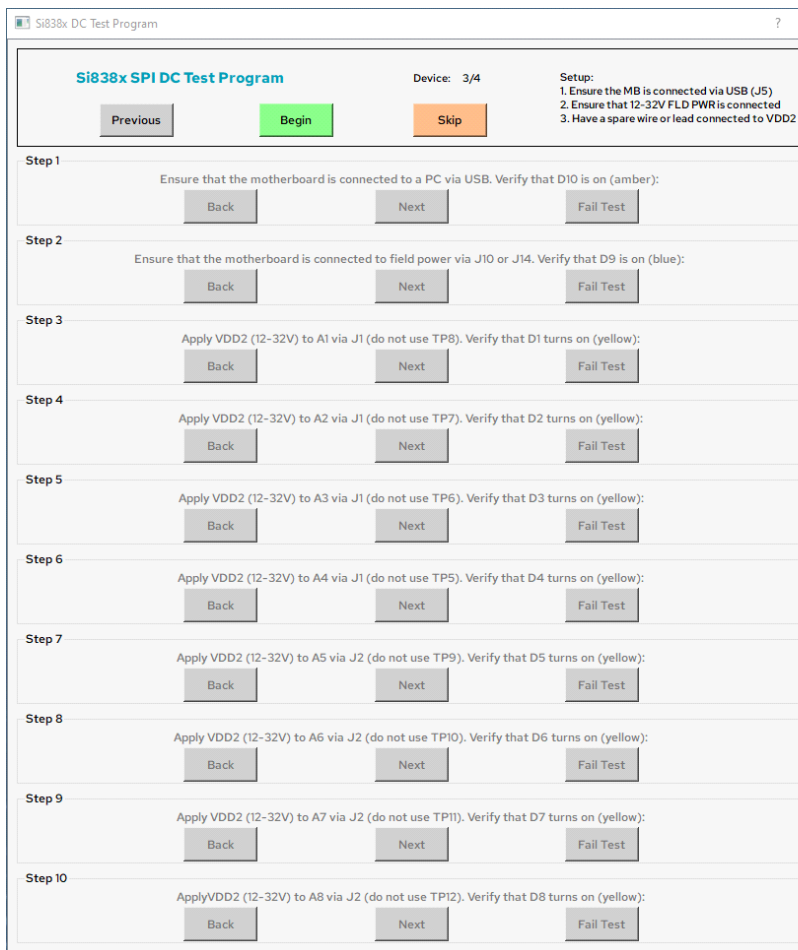 Si838x DC Test Program
?
Si838x SPI DC Test Program
Device: 3/4
Setup:
1. Ensure the MB is connected via USB (J5)
2. Ensure that 12-32V FLD PWR is connected
3. Have a spare wire or lead connected to VDD2
Previous
Begin
Skip
Step 1
Ensure that the motherboard is connected to a PC via USB. Verify that D10 is on (amber):
Back
Next
Fail Test
Step 2
Ensure that the motherboard is connected to field power via J10 or J14. Verify that D9 is on (blue):
Back
Next
Fail Test
Step 3
Apply VDD2 (12-32V) to A1 via J1 (do not use TP8). Verify that D1 turns on (yellow):
Back
Next
Fail Test
Step 4
Apply VDD2 (12-32V) to A2 via J1 (do not use TP7). Verify that D2 turns on (yellow):
Back
Next
Fail Test
Step 5
Apply VDD2 (12-32V) to A3 via J1 (do not use TP6). Verify that D3 turns on (yellow):
Back
Next
Fail Test
Step 6
Apply VDD2 (12-32V) to A4 via J1 (do not use TP5). Verify that D4 turns on (yellow):
Back
Next
Fail Test
Step 7
Apply VDD2 (12-32V) to A5 via J2 (do not use TP9). Verify that D5 turns on (yellow):
Back
Next
Fail Test
Step 8
Apply VDD2 (12-32V) to A6 via J2 (do not use TP10). Verify that D6 turns on (yellow):
Back
Next
Fail Test
Step 9
Apply VDD2 (12-32V) to A7 via J2 (do not use TP11). Verify that D7 turns on (yellow):
Back
Next
Fail Test
Step 10
ApplyVDD2 (12-32V) to A8 via J2 (do not use TP12). Verify that D8 turns on (yellow):
Back
Next
Fail Test